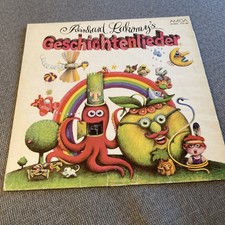 Reinhard Lakomy's
Geschichtenlieder
AMIGA